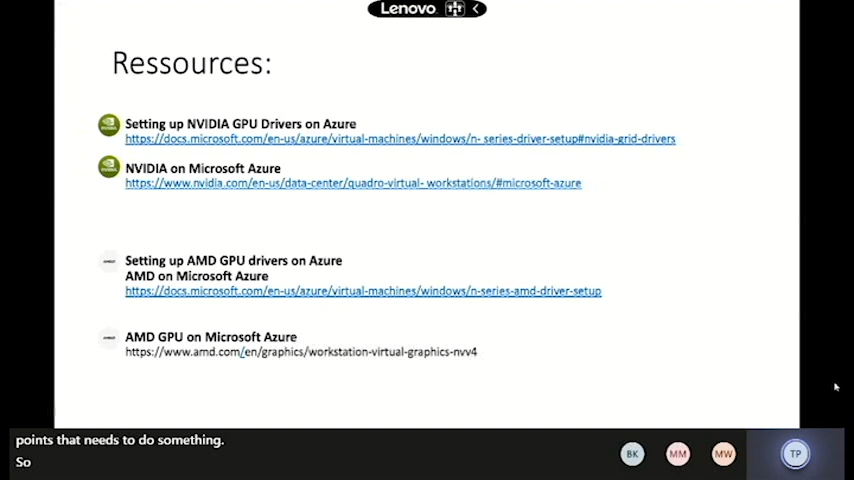 Lenovo
Ressources:
Setting up NVIDIA GPU Drivers on Azure
https://docs.microsoft.com/en-us/azure/virtual-machines/windows/n- series-driver-setup#nvidia-grid-drivers
NVIDIA on Microsoft Azure
https://www.nvidia.com/en-us/data-center/quadro-virtual- workstations/#microsoft-azure
Setting up AMD GPU drivers on Azure
AMD on Microsoft Azure
https://docs.microsoft.com/en-us/azure/virtual-machines/windows/n-series-amd-driver-setup
AMD GPU on Microsoft Azure
https://www.amd.com/en/graphics/workstation-virtual-graphics-nvv4
points that needs to do something.
So
BK MM MW TP